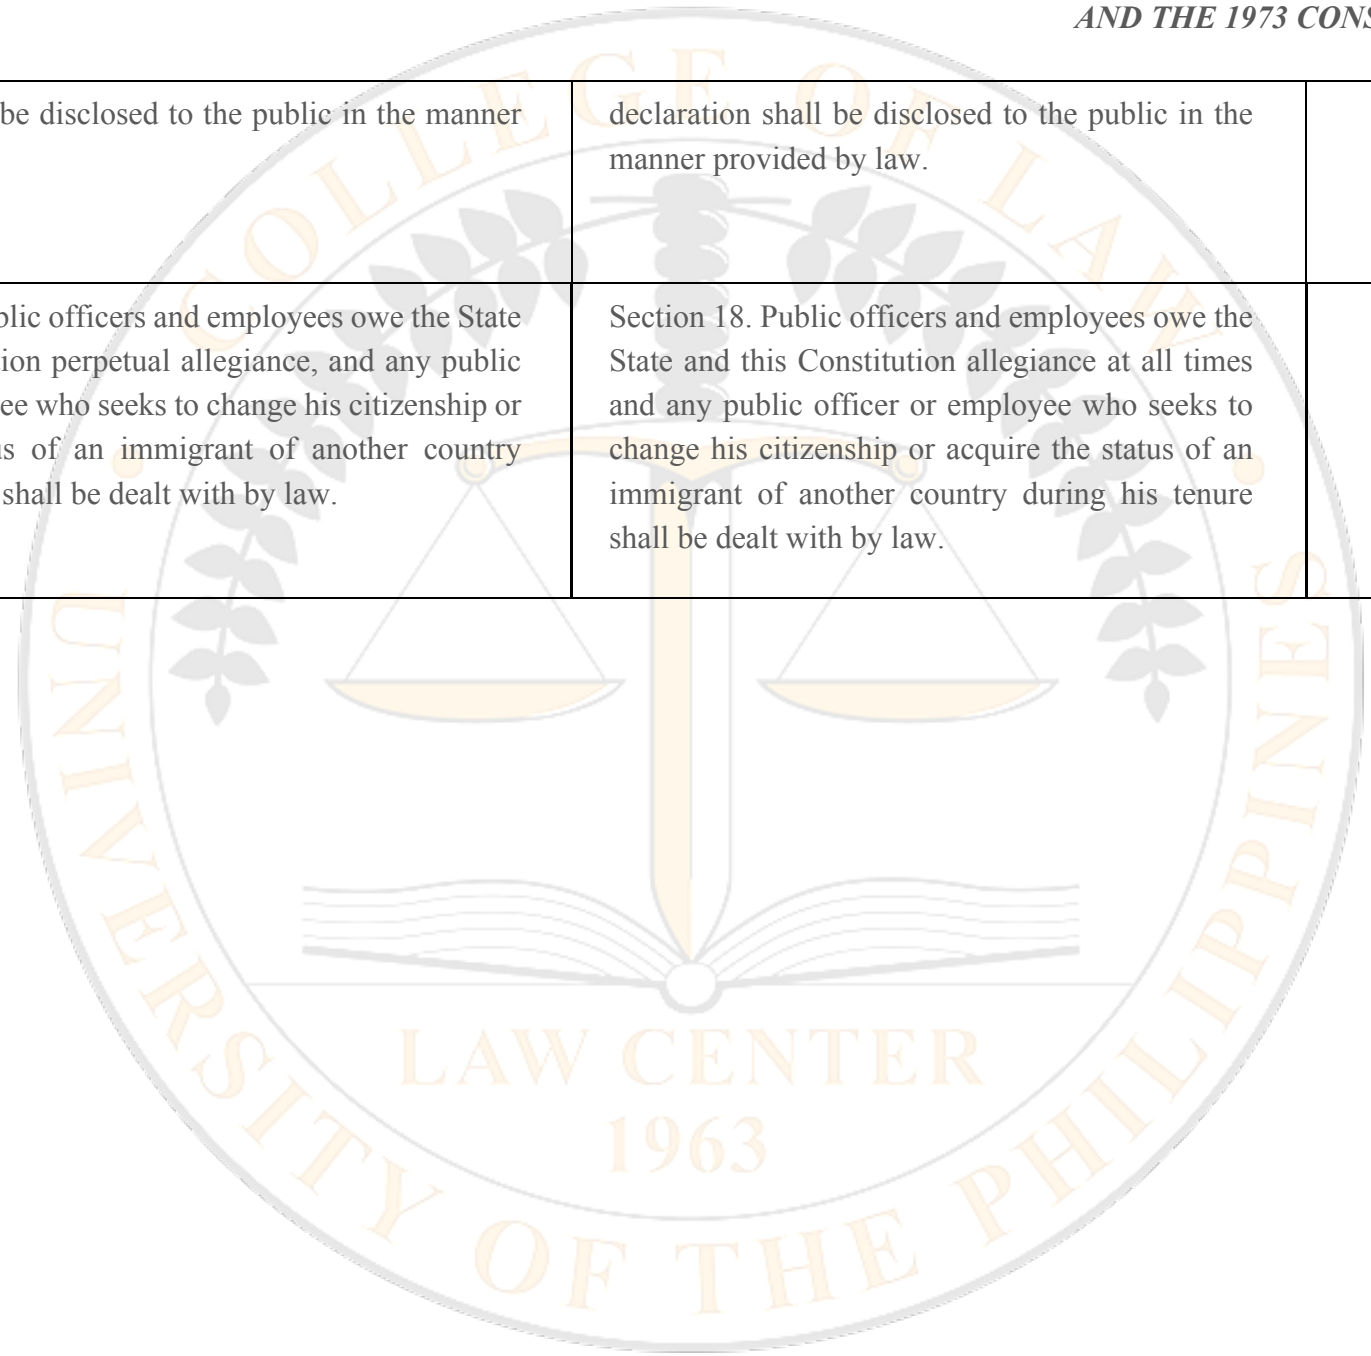 AND THE 1973 CONS
be disclosed to the public in the manner
declaration shall be disclosed to the public in the
manner provided by law.
blic officers and employees owe the State
tion perpetual allegiance, and any public
ee who seeks to change his citizenship or
us of an immigrant of another country
shall be dealt with by law.
Section 18. Public officers and employees owe the
State and this Constitution allegiance at all times
and any public officer or employee who seeks to
change his citizenship or acquire the status of an
immigrant of another country during his tenure
shall be dealt with by law.
COLLEGE OF LAW
UNIVERSITY OF THE PHILIPPINES
LAW CENTER
1963